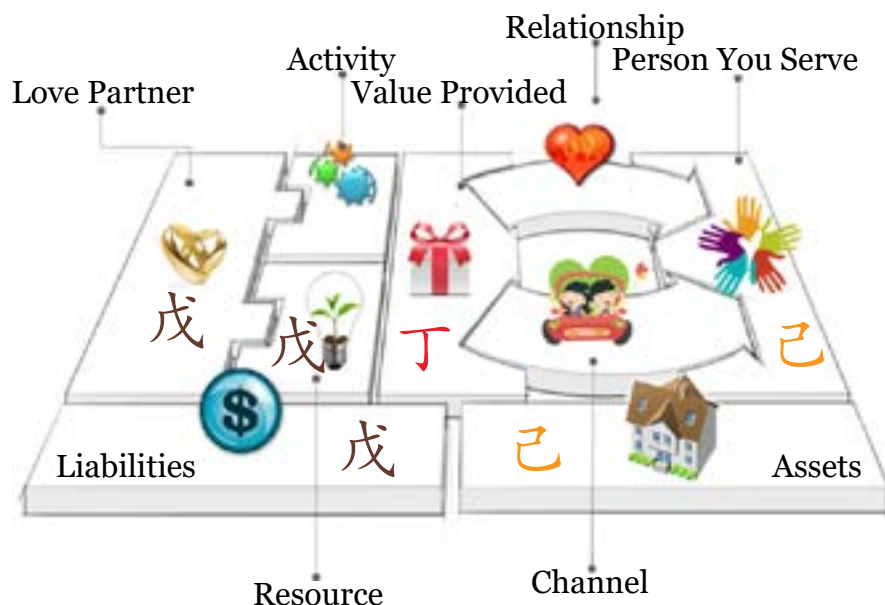 Relationship
Activity
Person You Serve
Love Partner
Value Provided
戊
戊
丁
己
$
Liabilities
戊
己
Assets
Resource
Channel